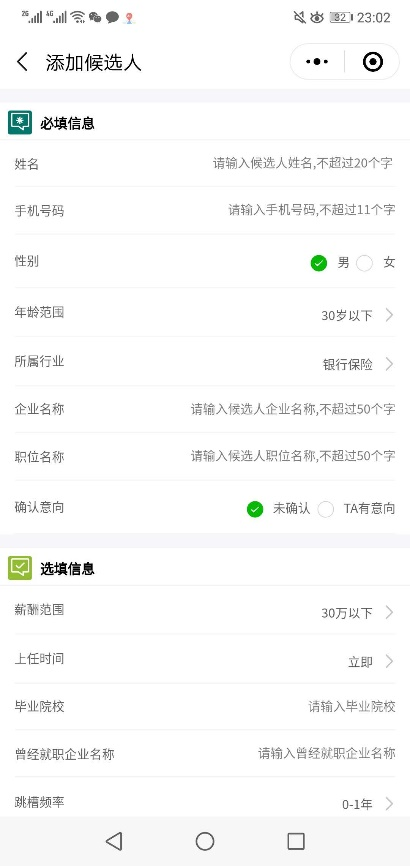 2G 4G 82 23:02
添加候选人
必填信息
姓名 请输入候选人姓名,不超过20个字
手机号码 请输入手机号码,不超过11个字
性别 男 女
年龄范围 30岁以下
所属行业 银行保险
企业名称 请输入候选人企业名称,不超过50个字
职位名称 请输入候选人职位名称,不超过50个字
确认意向 未确认 TA有意向
选填信息
薪酬范围 30万以下
上任时间 立即
毕业院校 请输入毕业院校
曾经就职企业名称 请输入曾经就职企业名称
跳槽频率 0-1年